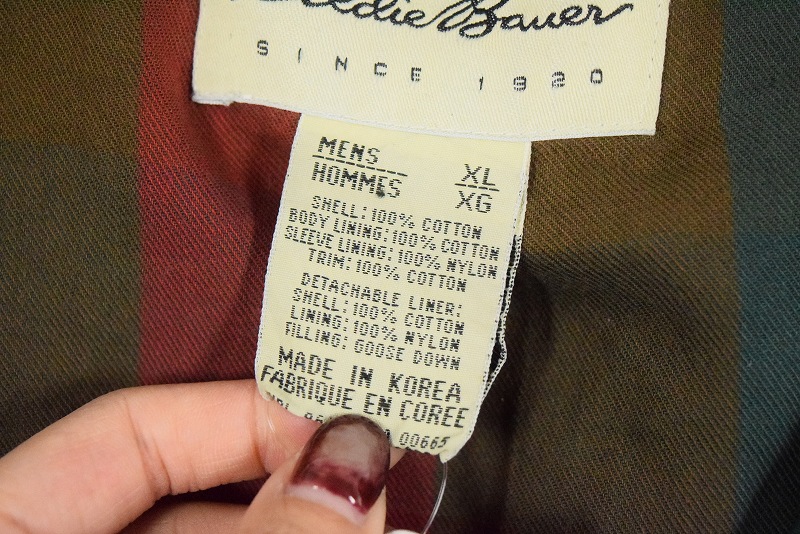 Eddie Bauer
SINCE 1920
MENS XL
HOMMES XG
SHELL: 100% COTTON
BODY LINING: 100% COTTON
SLEEVE LINING: 100% NYLON
TRIM: 100% COTTON
DETACHABLE LINER:
SHELL: 100% COTTON
LINING: 100% NYLON
FILLING: GOOSE DOWN
MADE IN KOREA
FABRIQUE EN COREE
00665